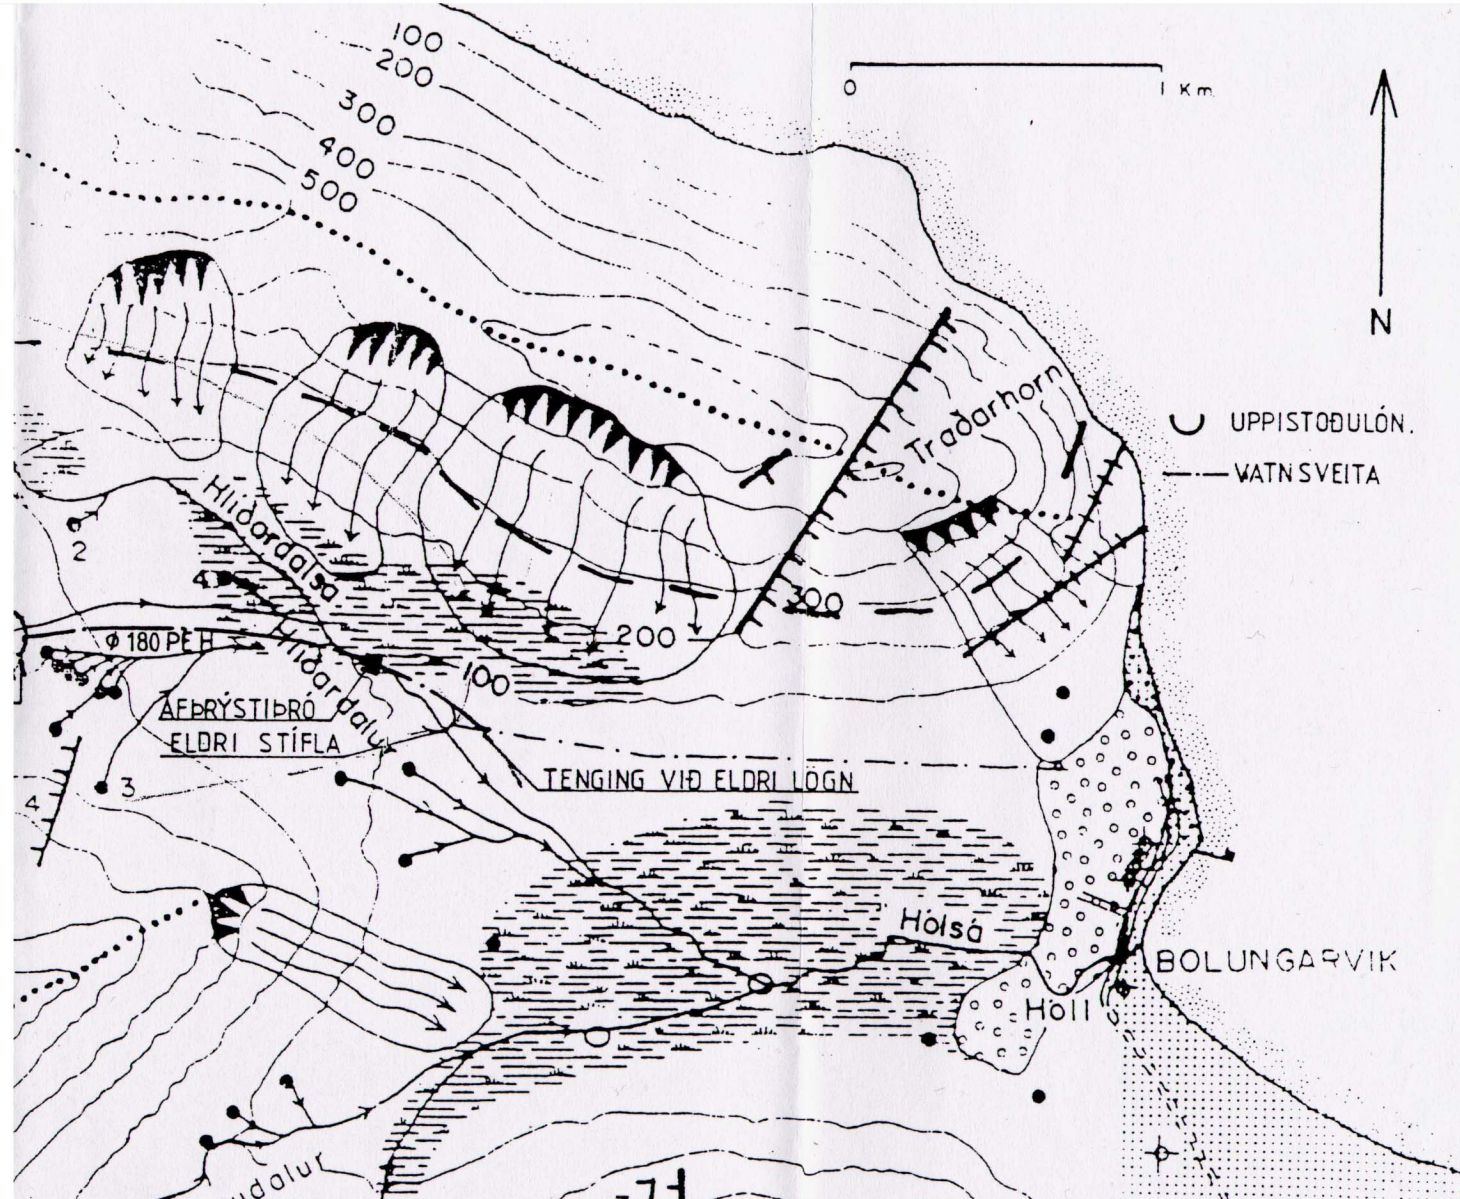 100
200
300
400
500
0
1 Km.
N
Traðarhorn
UPPISTOÐULÓN.
VATNSVEITA
Hlíðardalsá
2
4
300
200
100
φ 180 PEH
Hlíðardalur
AFÞRÝSTIÞRÓ
ELDRI STÍFLA
TENGING VIÐ ELDRI LÖGN
3
4
Hólsá
BOLUNGARVIK
Hóll